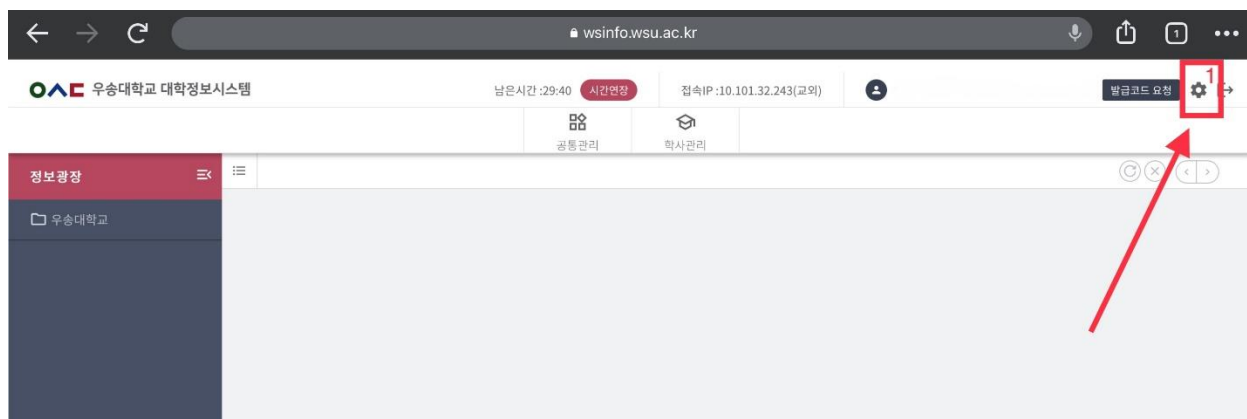 wsinfo.wsu.ac.kr
1
우송대학교 대학정보시스템
남은시간 :29:40 시간연장 접속IP :10.101.32.243(교외) 발급코드 요청 1
공통관리 학사관리
정보광장
우송대학교